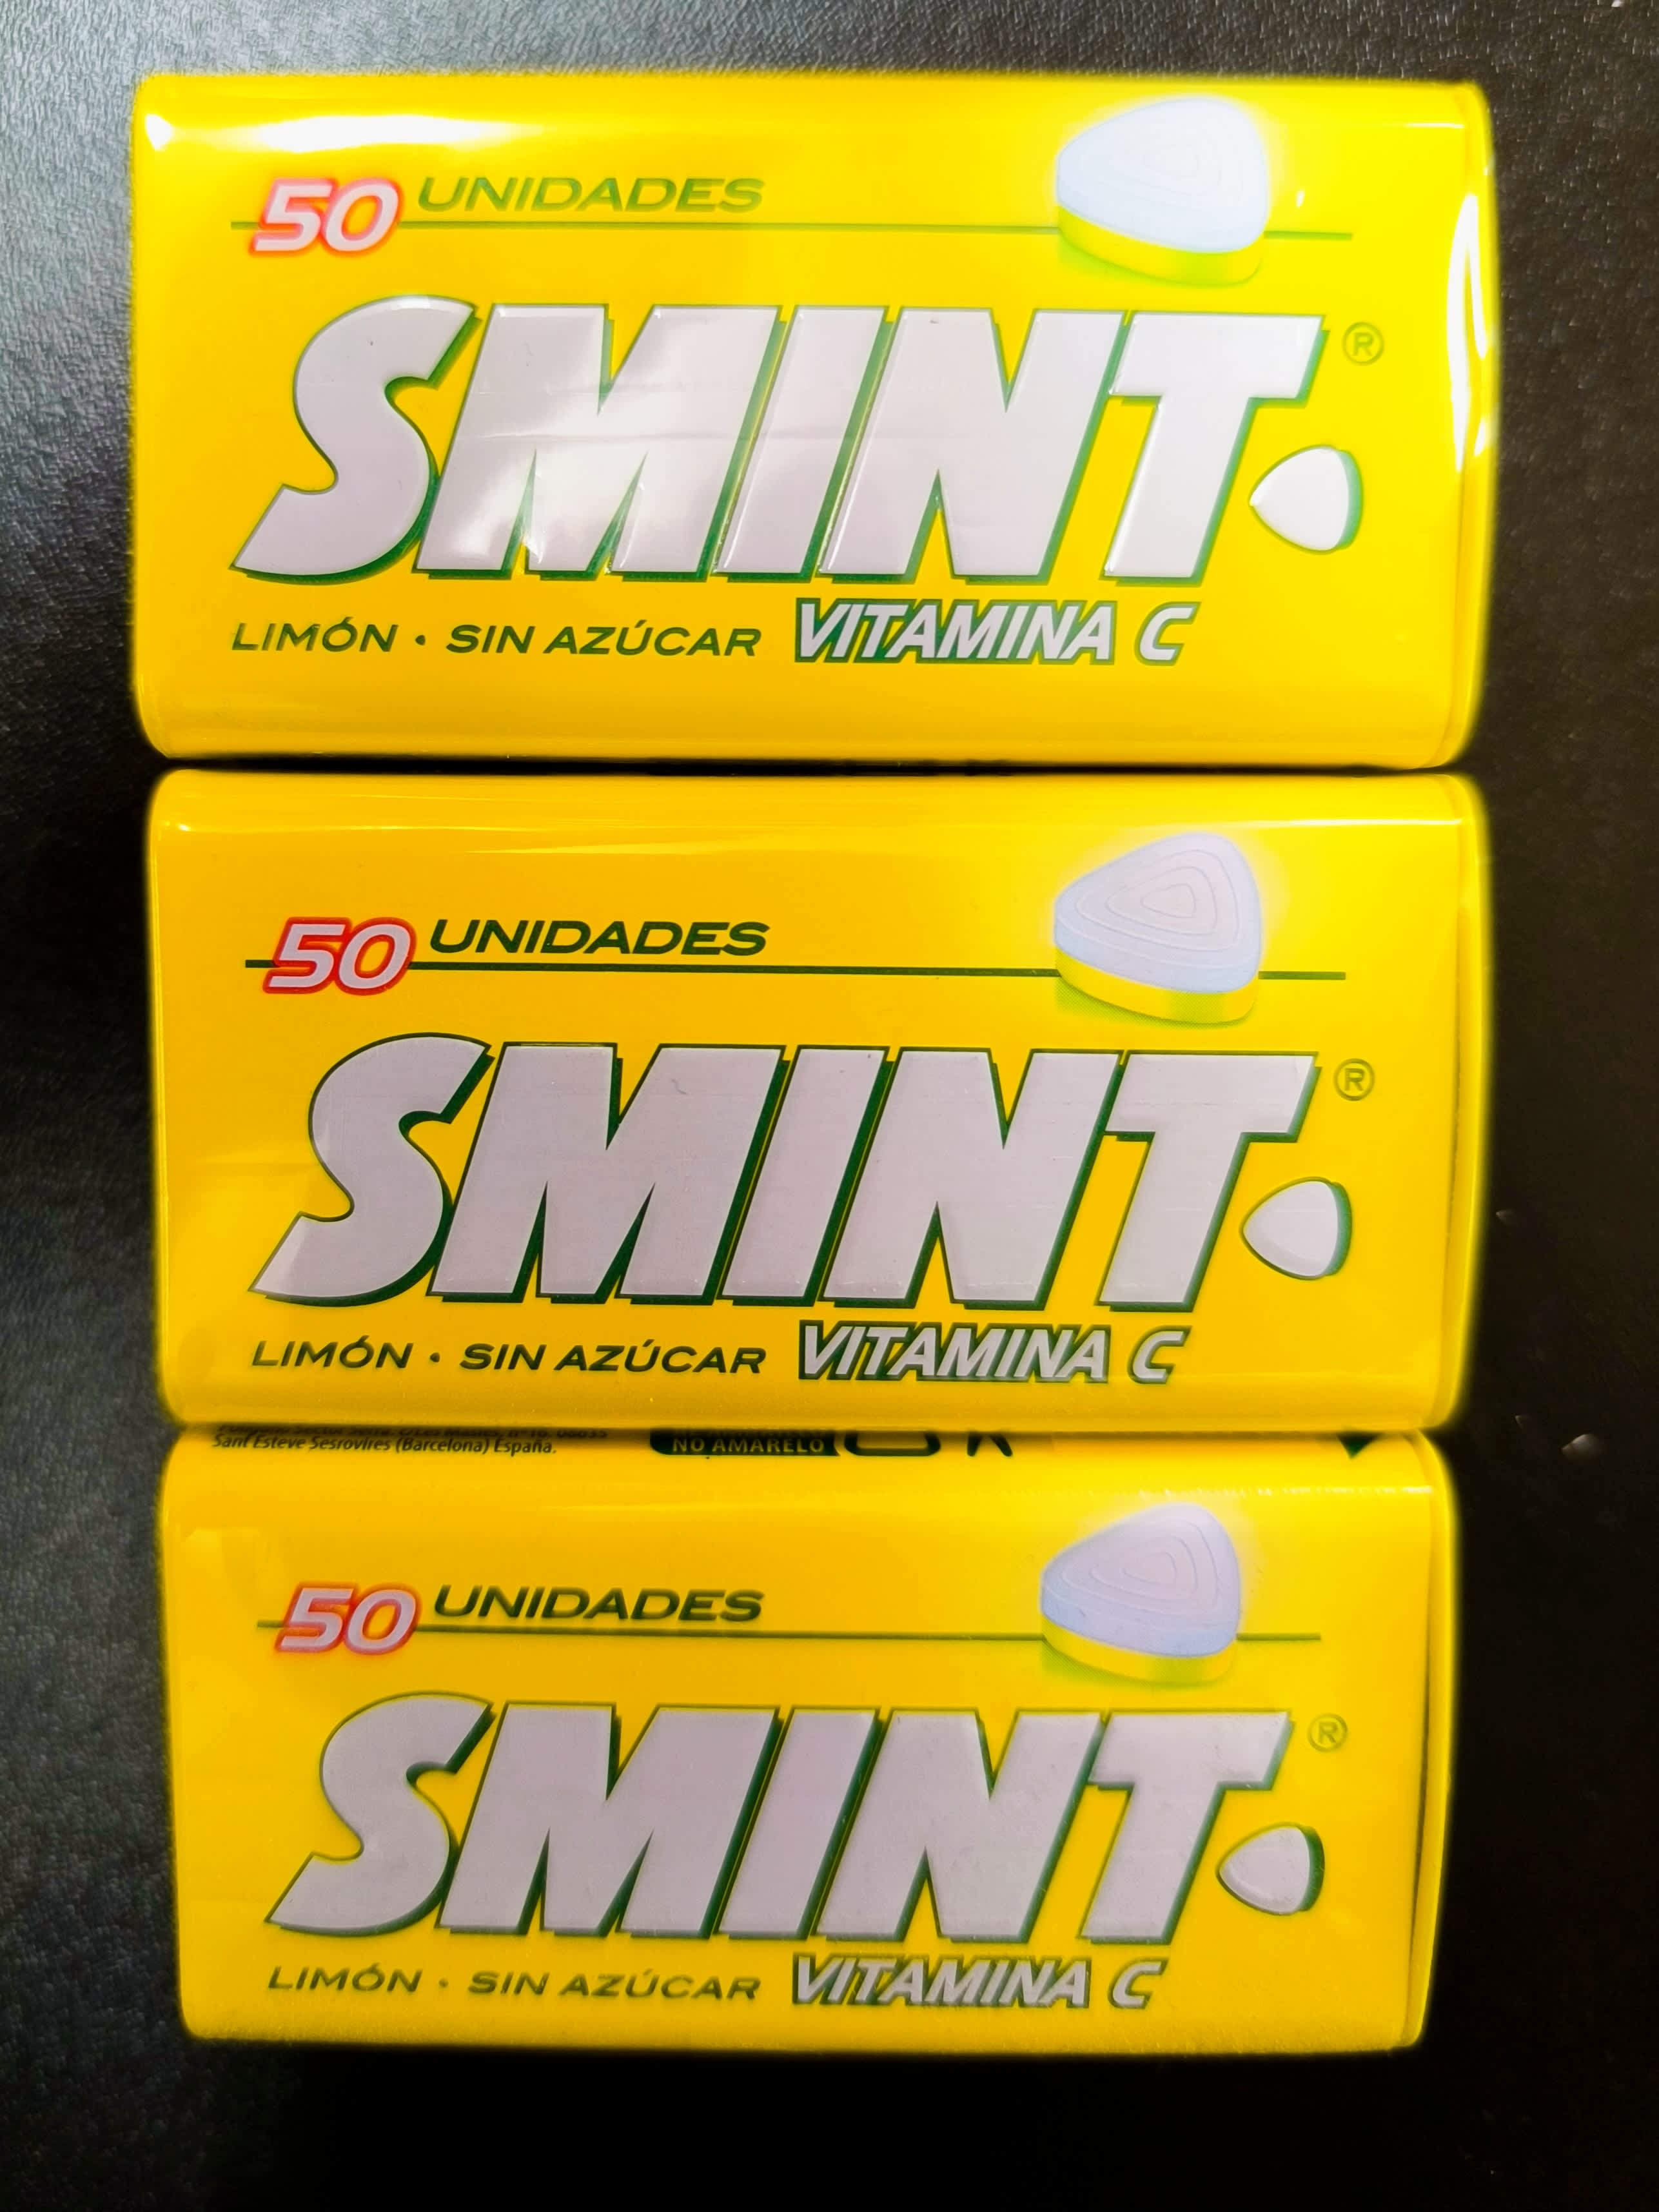 50 UNIDADES
SMINT®
LIMÓN · SIN AZÚCAR VITAMINA C
50 UNIDADES
SMINT®
LIMÓN · SIN AZÚCAR VITAMINA C
Sant Esteve Sesrovires (Barcelona) España.
NO AMARELO
50 UNIDADES
SMINT®
LIMÓN · SIN AZÚCAR VITAMINA C